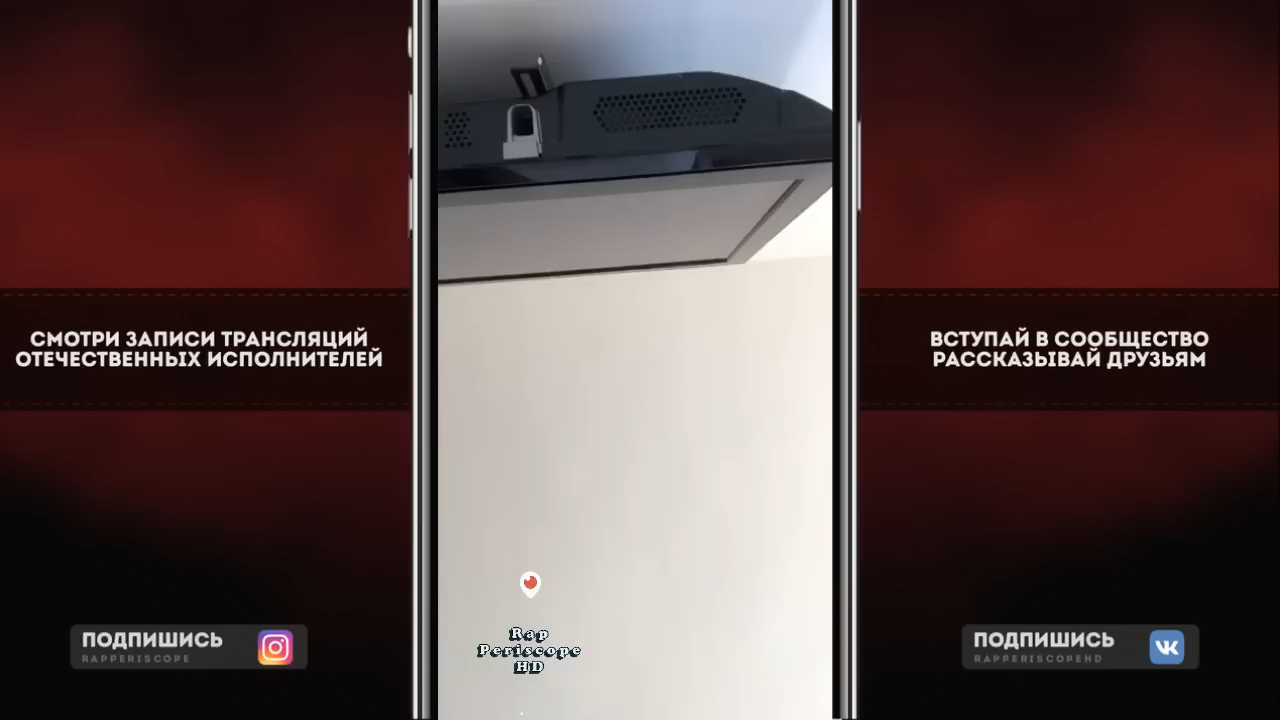 СМОТРИ ЗАПИСИ ТРАНСЛЯЦИЙ
ОТЕЧЕСТВЕННЫХ ИСПОЛНИТЕЛЕЙ
ВСТУПАЙ В СООБЩЕСТВО
РАССКАЗЫВАЙ ДРУЗЬЯМ
Rap
Periscope
HD
ПОДПИШИСЬ
RAPPERISCOPE
ПОДПИШИСЬ
RAPPERISCOPEHD